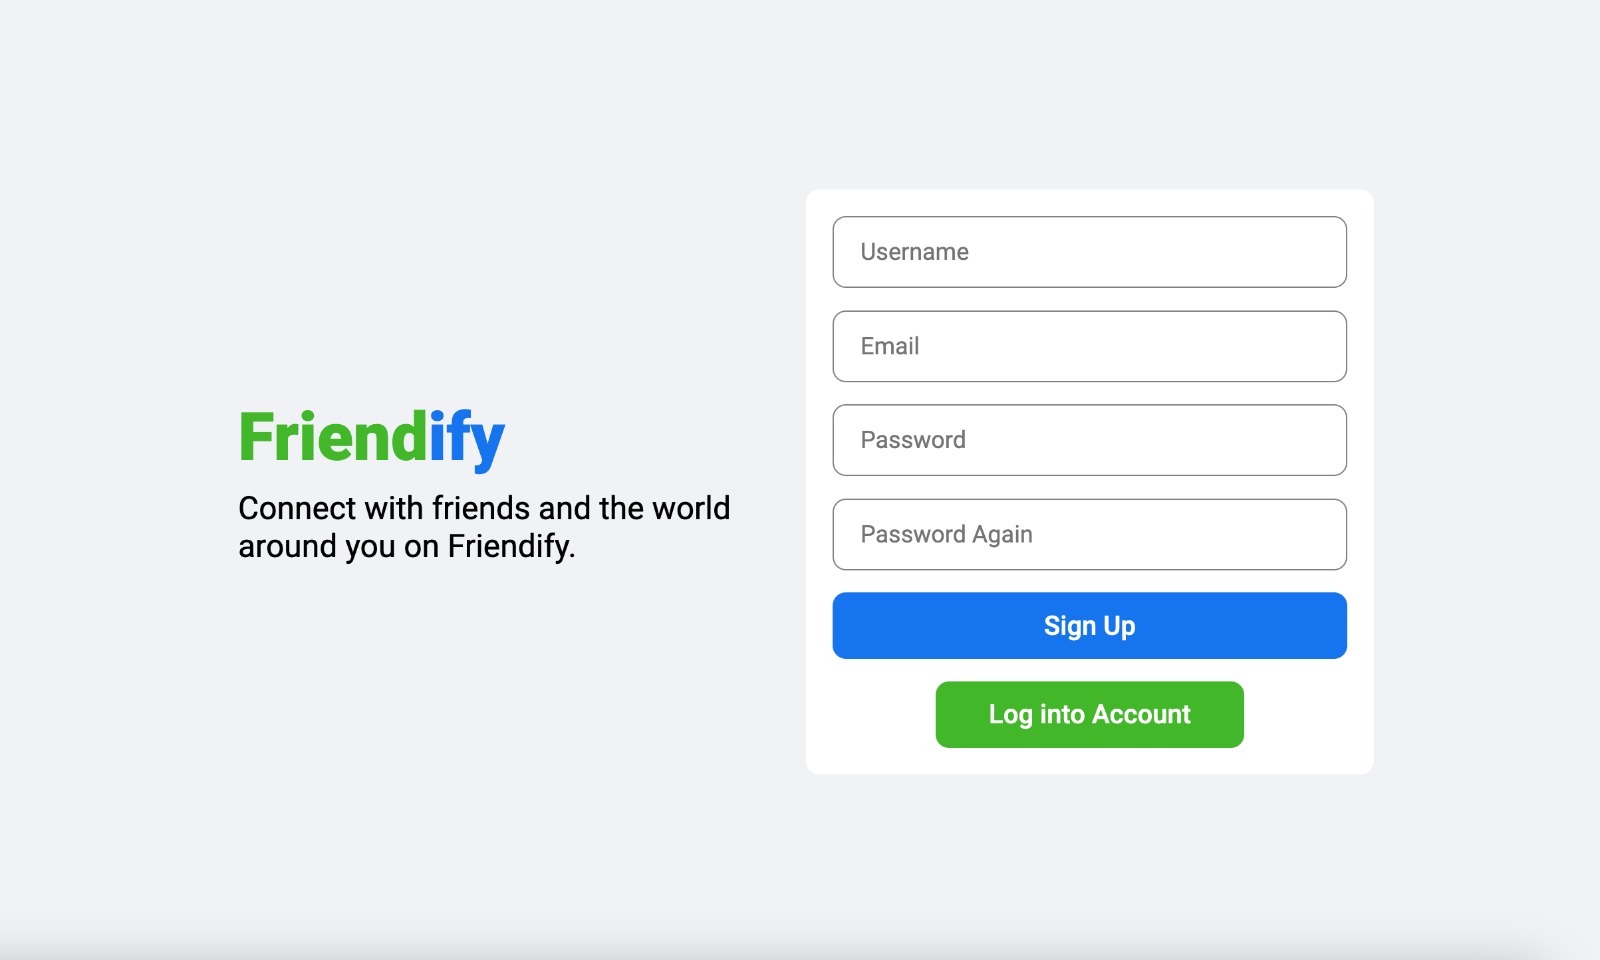 Friendify
Connect with friends and the world
around you on Friendify.
Username
Email
Password
Password Again
Sign Up
Log into Account